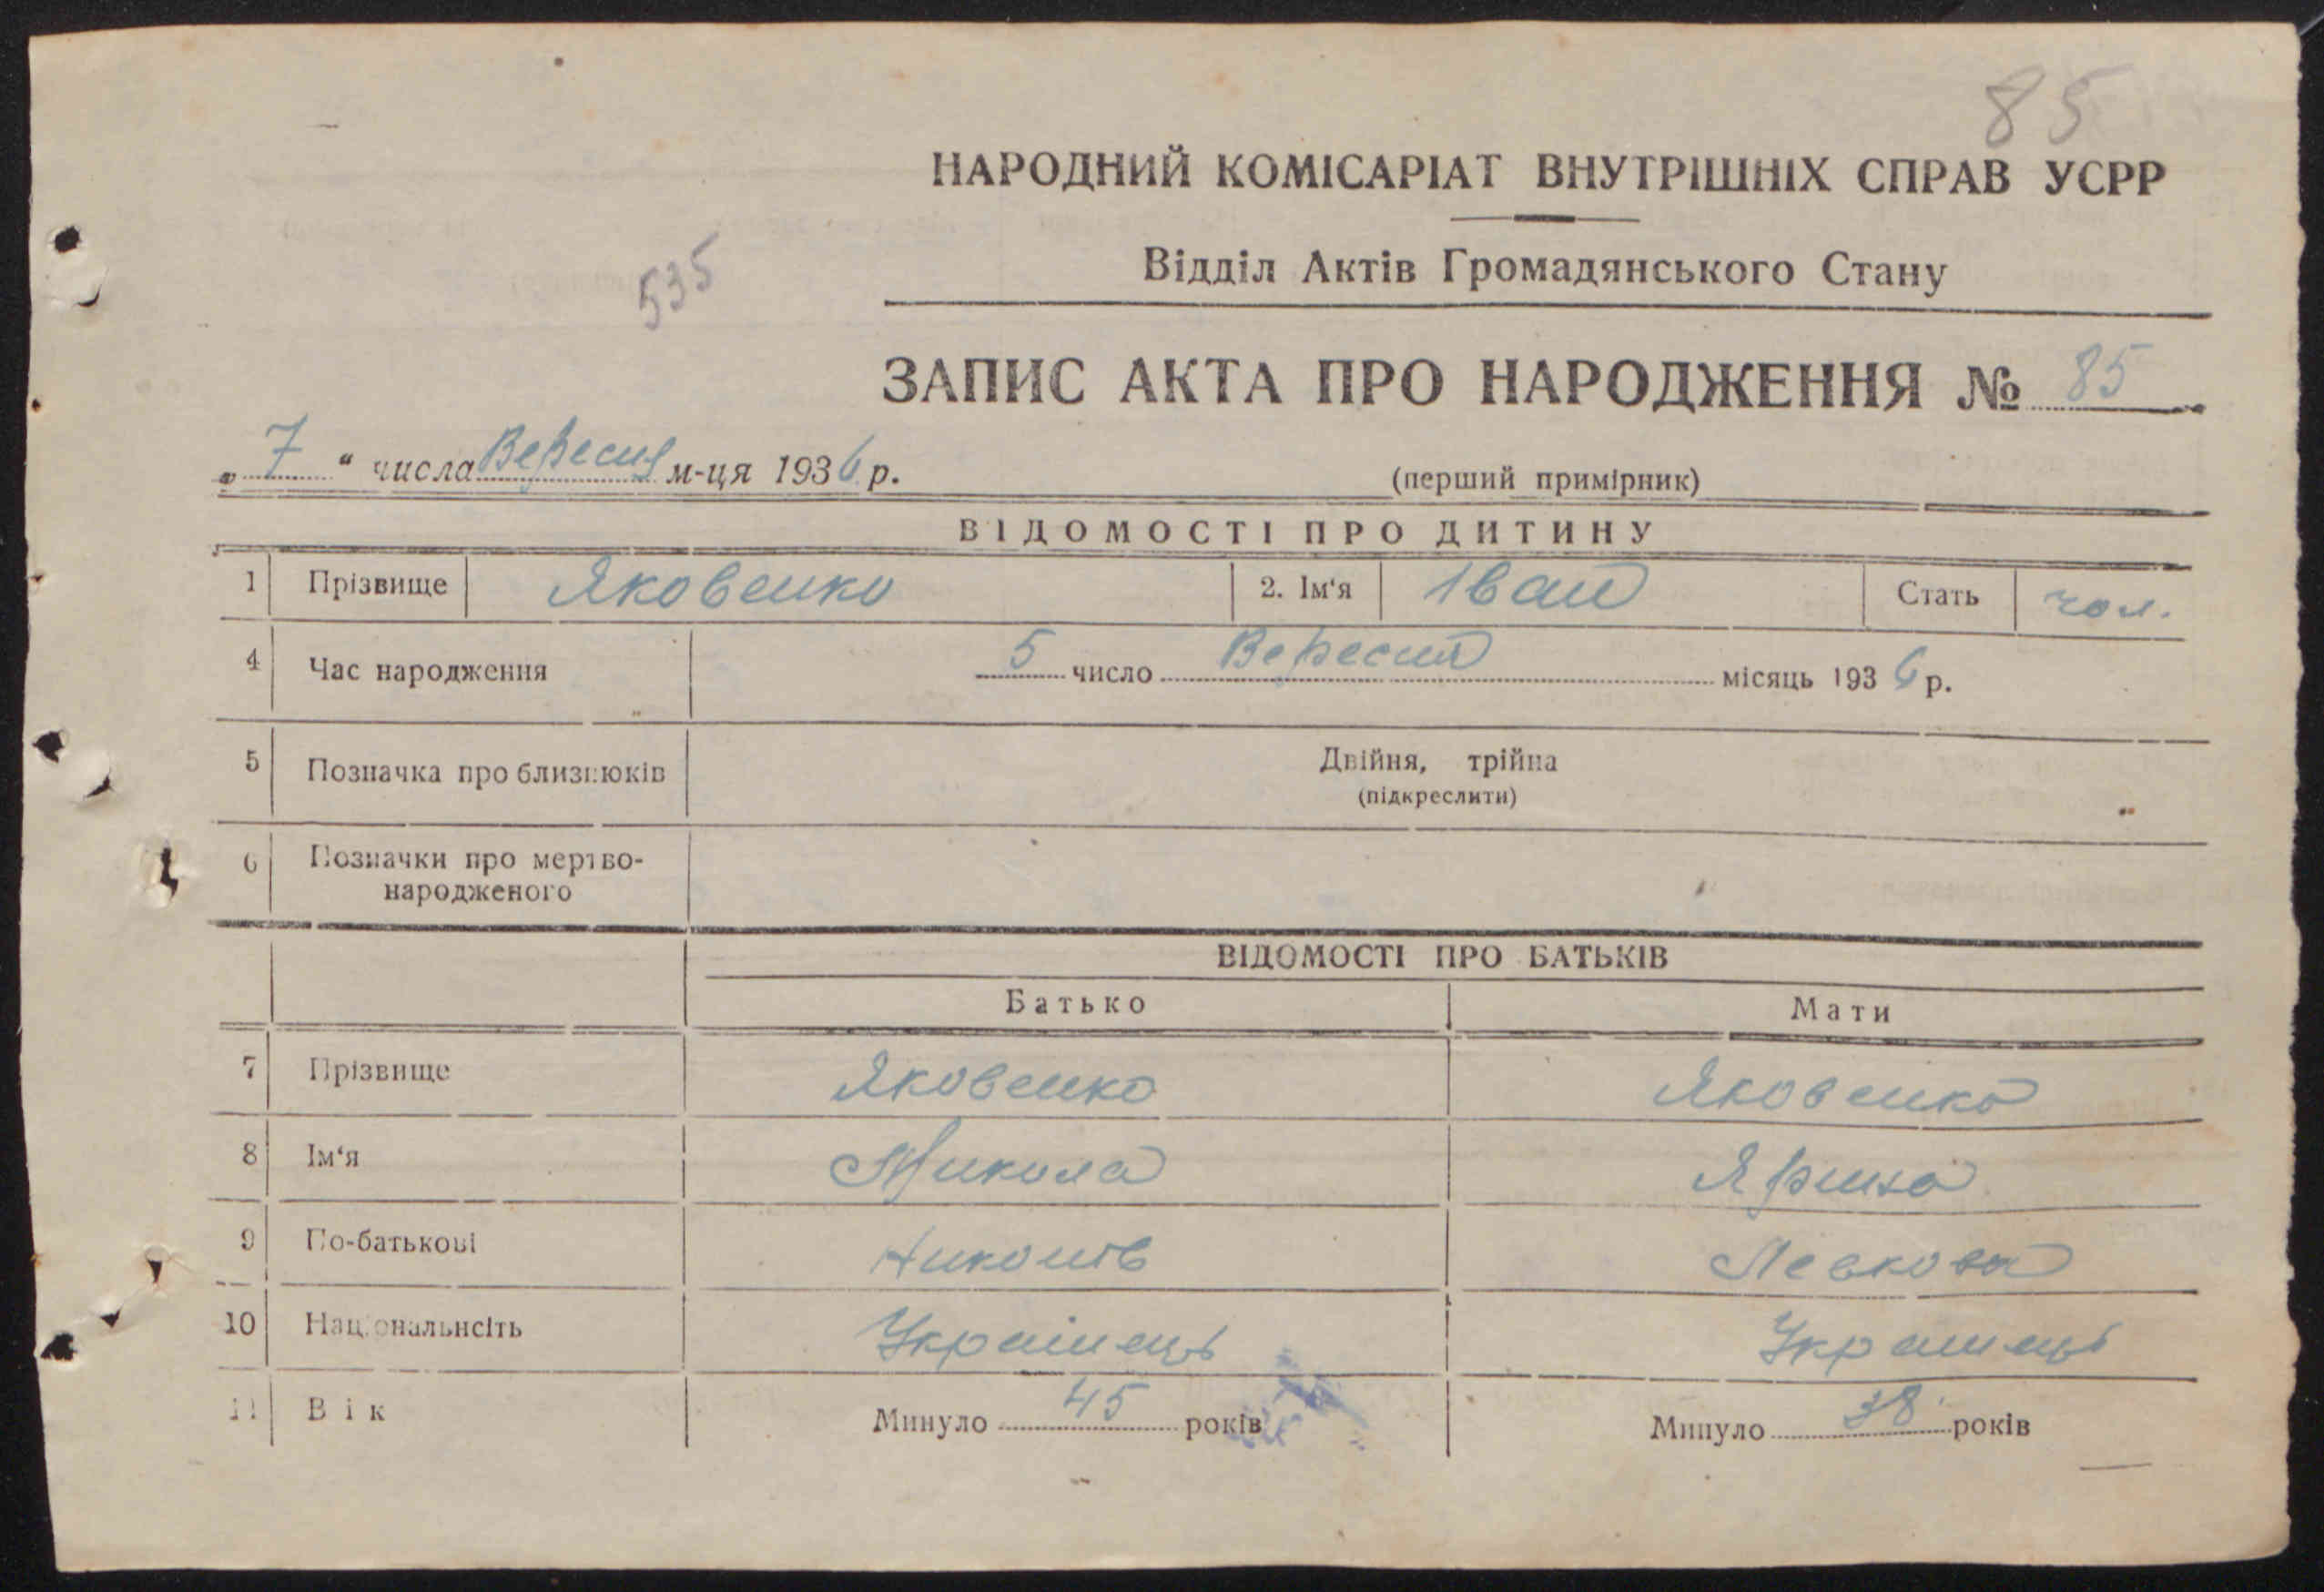 85
НАРОДНИЙ КОМІСАРІАТ ВНУТРІШНІХ СПРАВ УСРР
Відділ Актів Громадянського Стану
535
ЗАПИС АКТА ПРО НАРОДЖЕННЯ № 85
„ 7 “ числа Вересня м-ця 1936 р.
(перший примірник)
ВІДОМОСТІ ПРО ДИТИНУ
1 Прізвище Яковенко 2. Ім‘я Іван Стать чол.
4 Час народження 5 число Вересня місяць 1936 р.
5 Позначка про близнюків Двійня, трійна
(підкреслити)
6 Позначки про мертво-
народженого
ВІДОМОСТІ ПРО БАТЬКІВ
Батько Мати
7 Прізвище Яковенко Яковенко
8 Ім‘я Микола Ярина
9 По-батькові Левкова
10 Національнсіть Українець Українець
11 Вік Минуло 45 років Минуло 38 років